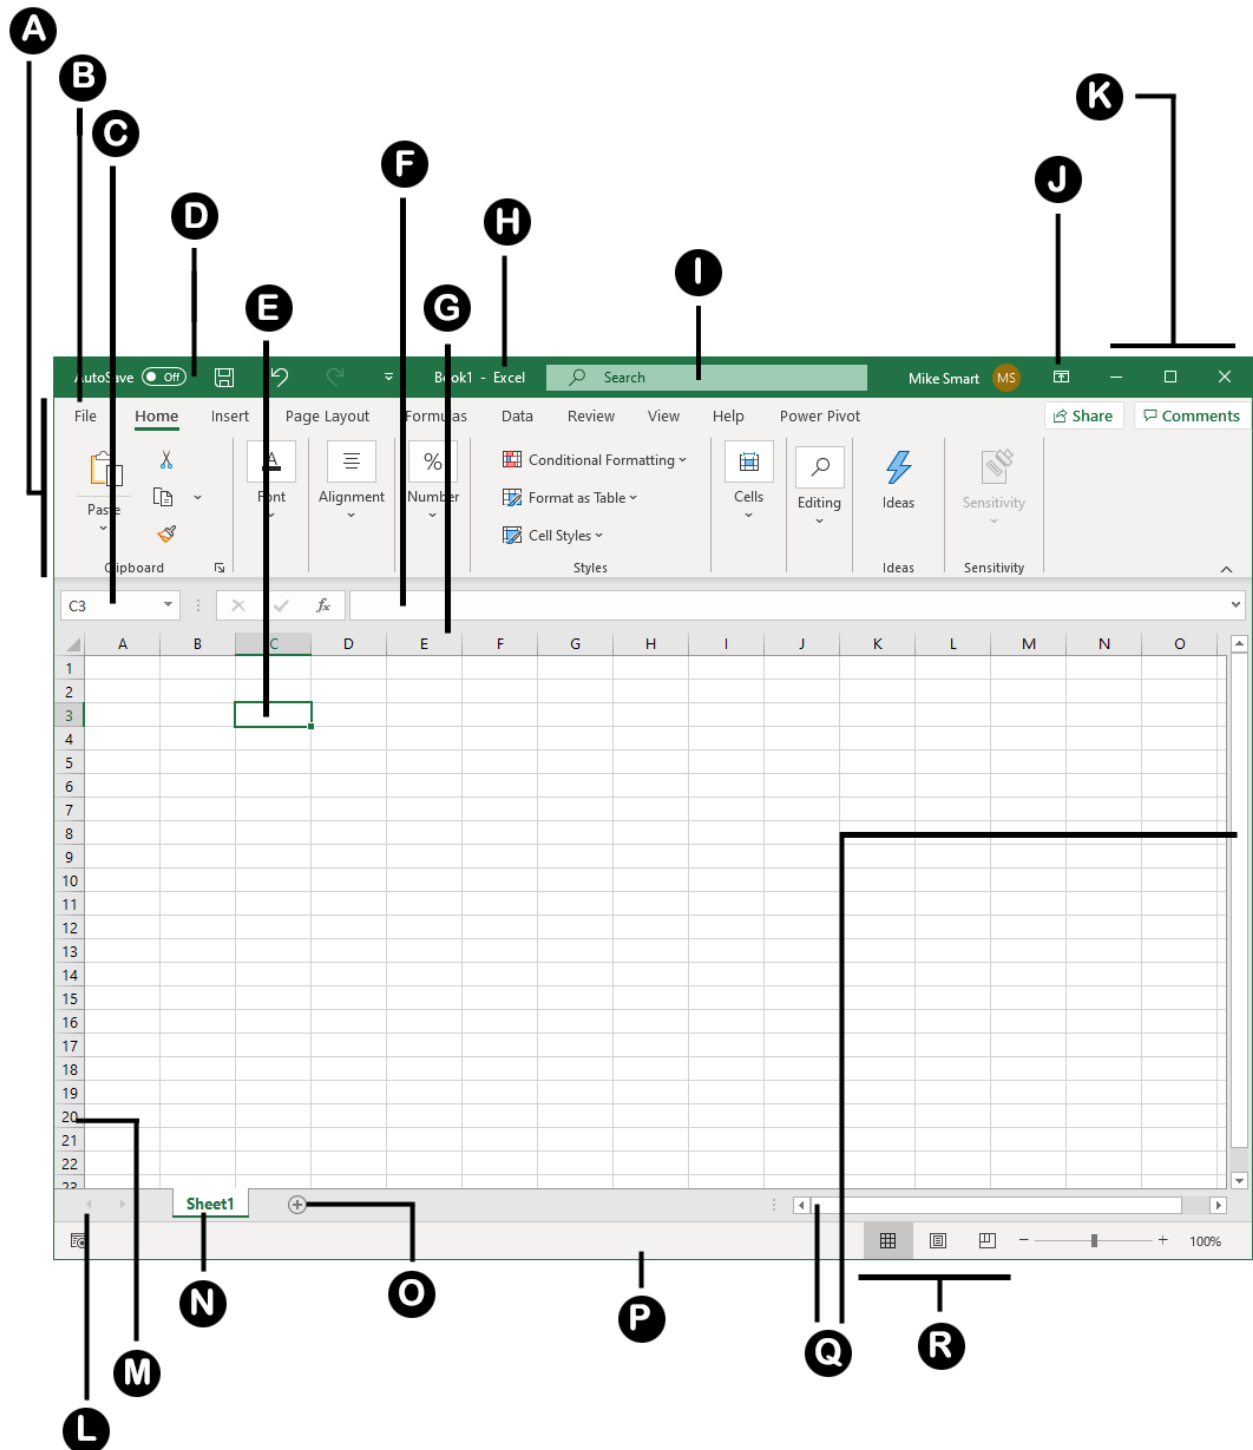 A
B
K
C
F
J
D
H
I
E
G
AutoSave Off Book1 - Excel Search Mike Smart MS
File Home Insert Page Layout Formulas Data Review View Help Power Pivot Share Comments
Paste
A
Font
Alignment
%
Number
Conditional Formatting
Format as Table
Cell Styles
Cells
Editing
Ideas
Sensitivity
Clipboard Styles Ideas Sensitivity
C3 fx
A B C D E F G H I J K L M N O
1
2
3
4
5
6
7
8
9
10
11
12
13
14
15
16
17
18
19
20
21
22
23
Sheet1
100%
N
O
P
Q
R
M
L